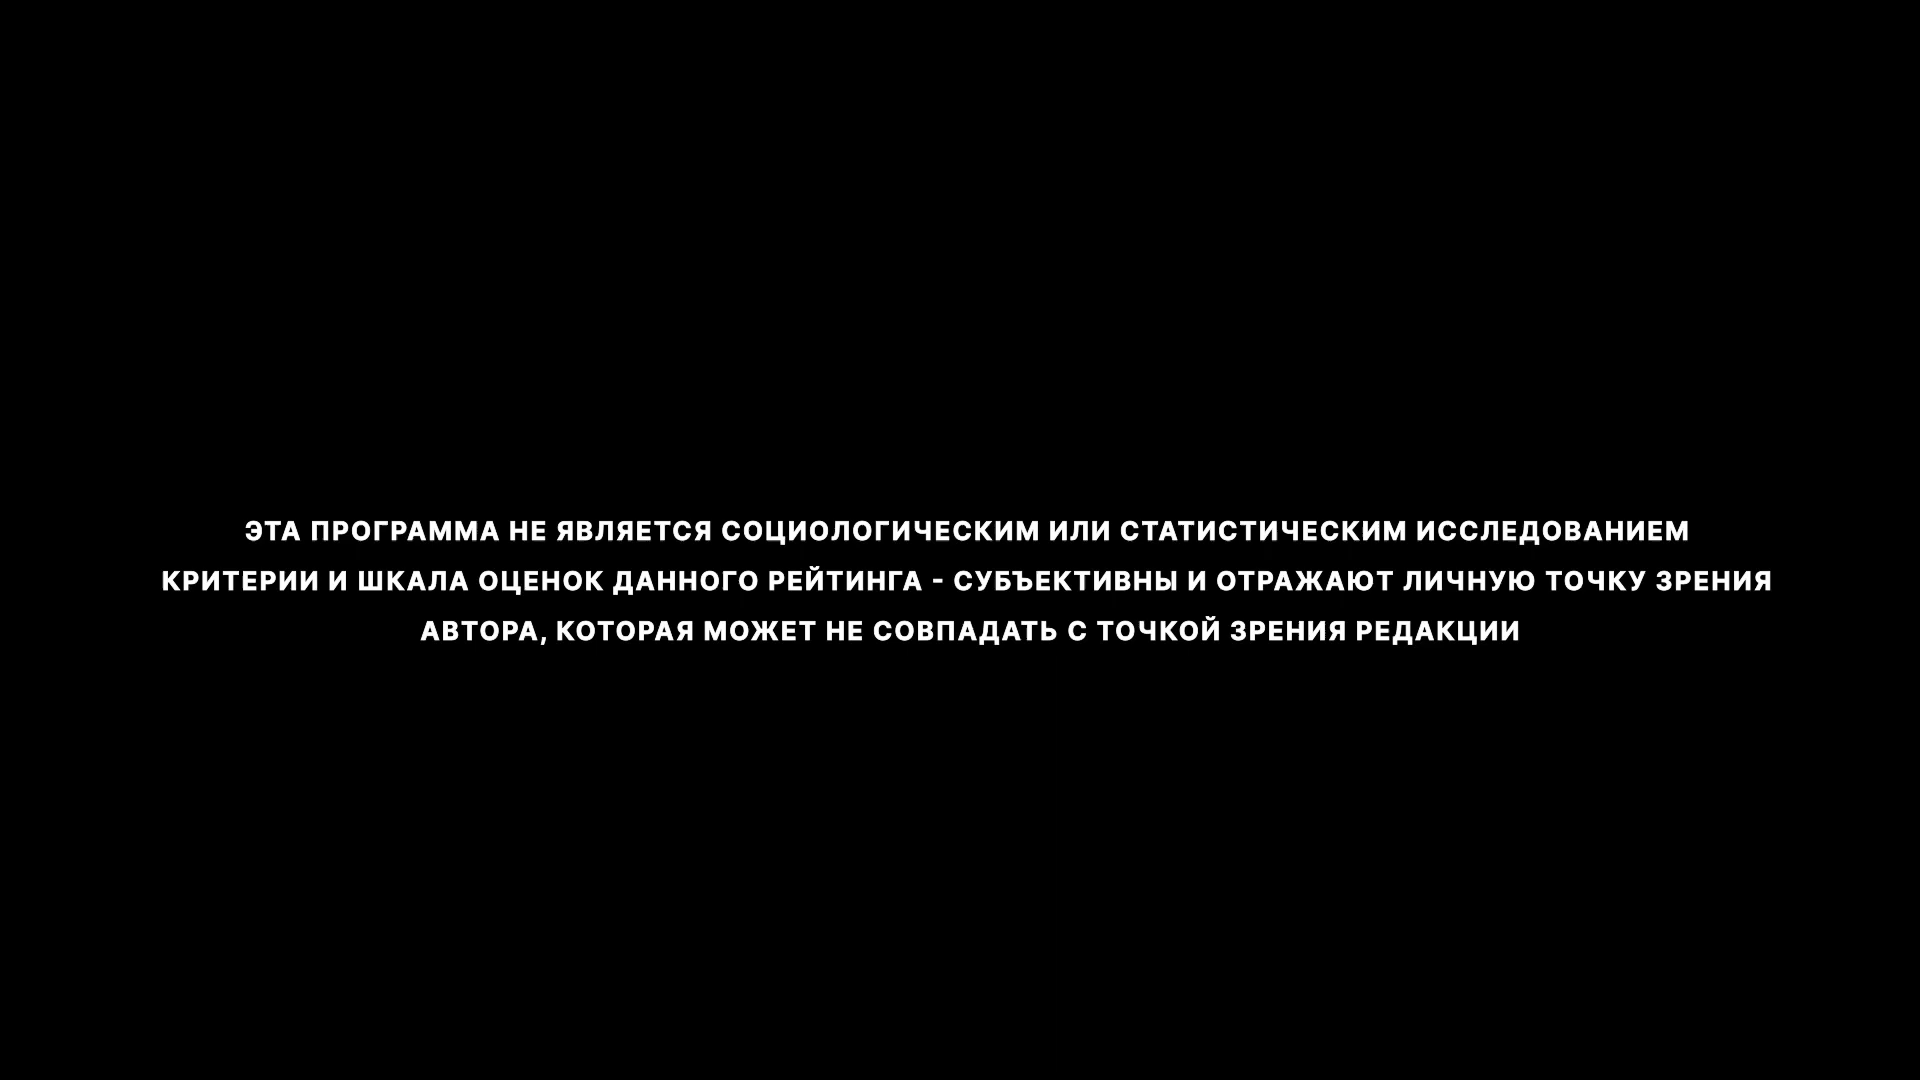 ЭТА ПРОГРАММА НЕ ЯВЛЯЕТСЯ СОЦИОЛОГИЧЕСКИМ ИЛИ СТАТИСТИЧЕСКИМ ИССЛЕДОВАНИЕМ
КРИТЕРИИ И ШКАЛА ОЦЕНОК ДАННОГО РЕЙТИНГА - СУБЪЕКТИВНЫ И ОТРАЖАЮТ ЛИЧНУЮ ТОЧКУ ЗРЕНИЯ
АВТОРА, КОТОРАЯ МОЖЕТ НЕ СОВПАДАТЬ С ТОЧКОЙ ЗРЕНИЯ РЕДАКЦИИ